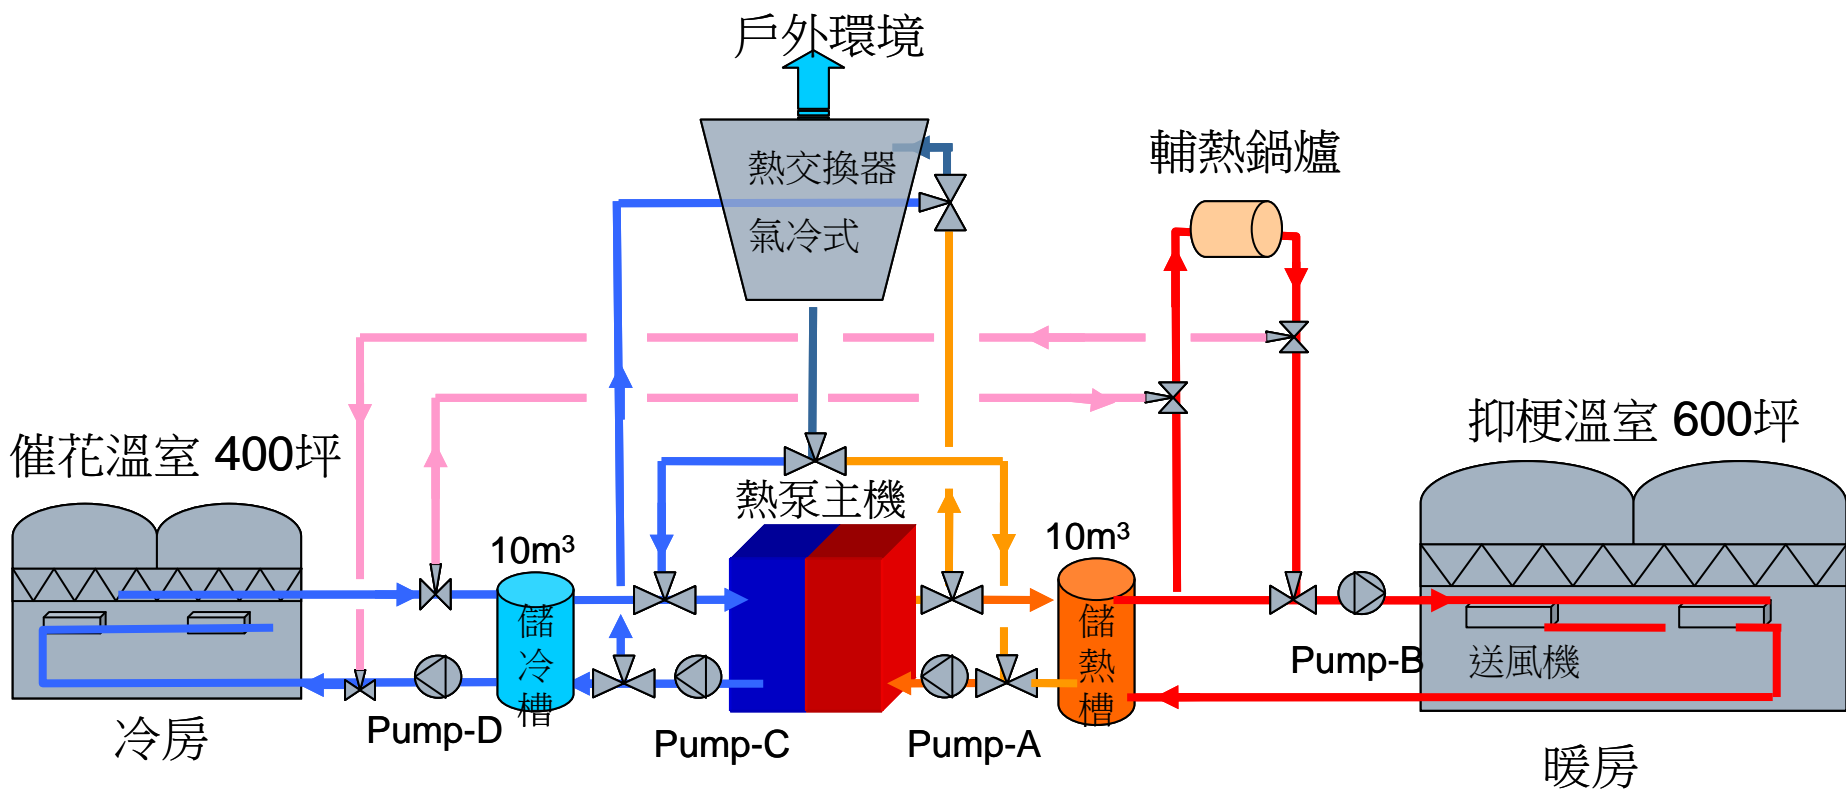 戶外環境
熱交換器
氣冷式
輔熱鍋爐
催花溫室 400坪
抑梗溫室 600坪
熱泵主機
10m³
10m³
儲冷槽
儲熱槽
送風機
Pump-B
Pump-D
Pump-C
Pump-A
冷房
暖房